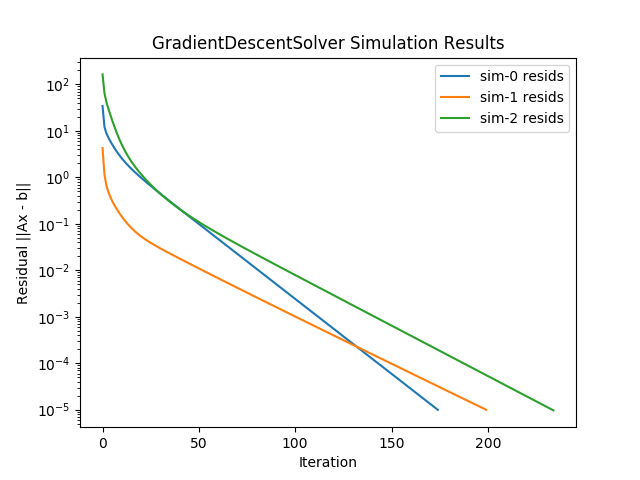 GradientDescentSolver Simulation Results
sim-0 resids
sim-1 resids
sim-2 resids
Residual ||Ax - b||
10²
10¹
10⁰
10⁻¹
10⁻²
10⁻³
10⁻⁴
10⁻⁵
0 50 100 150 200
Iteration